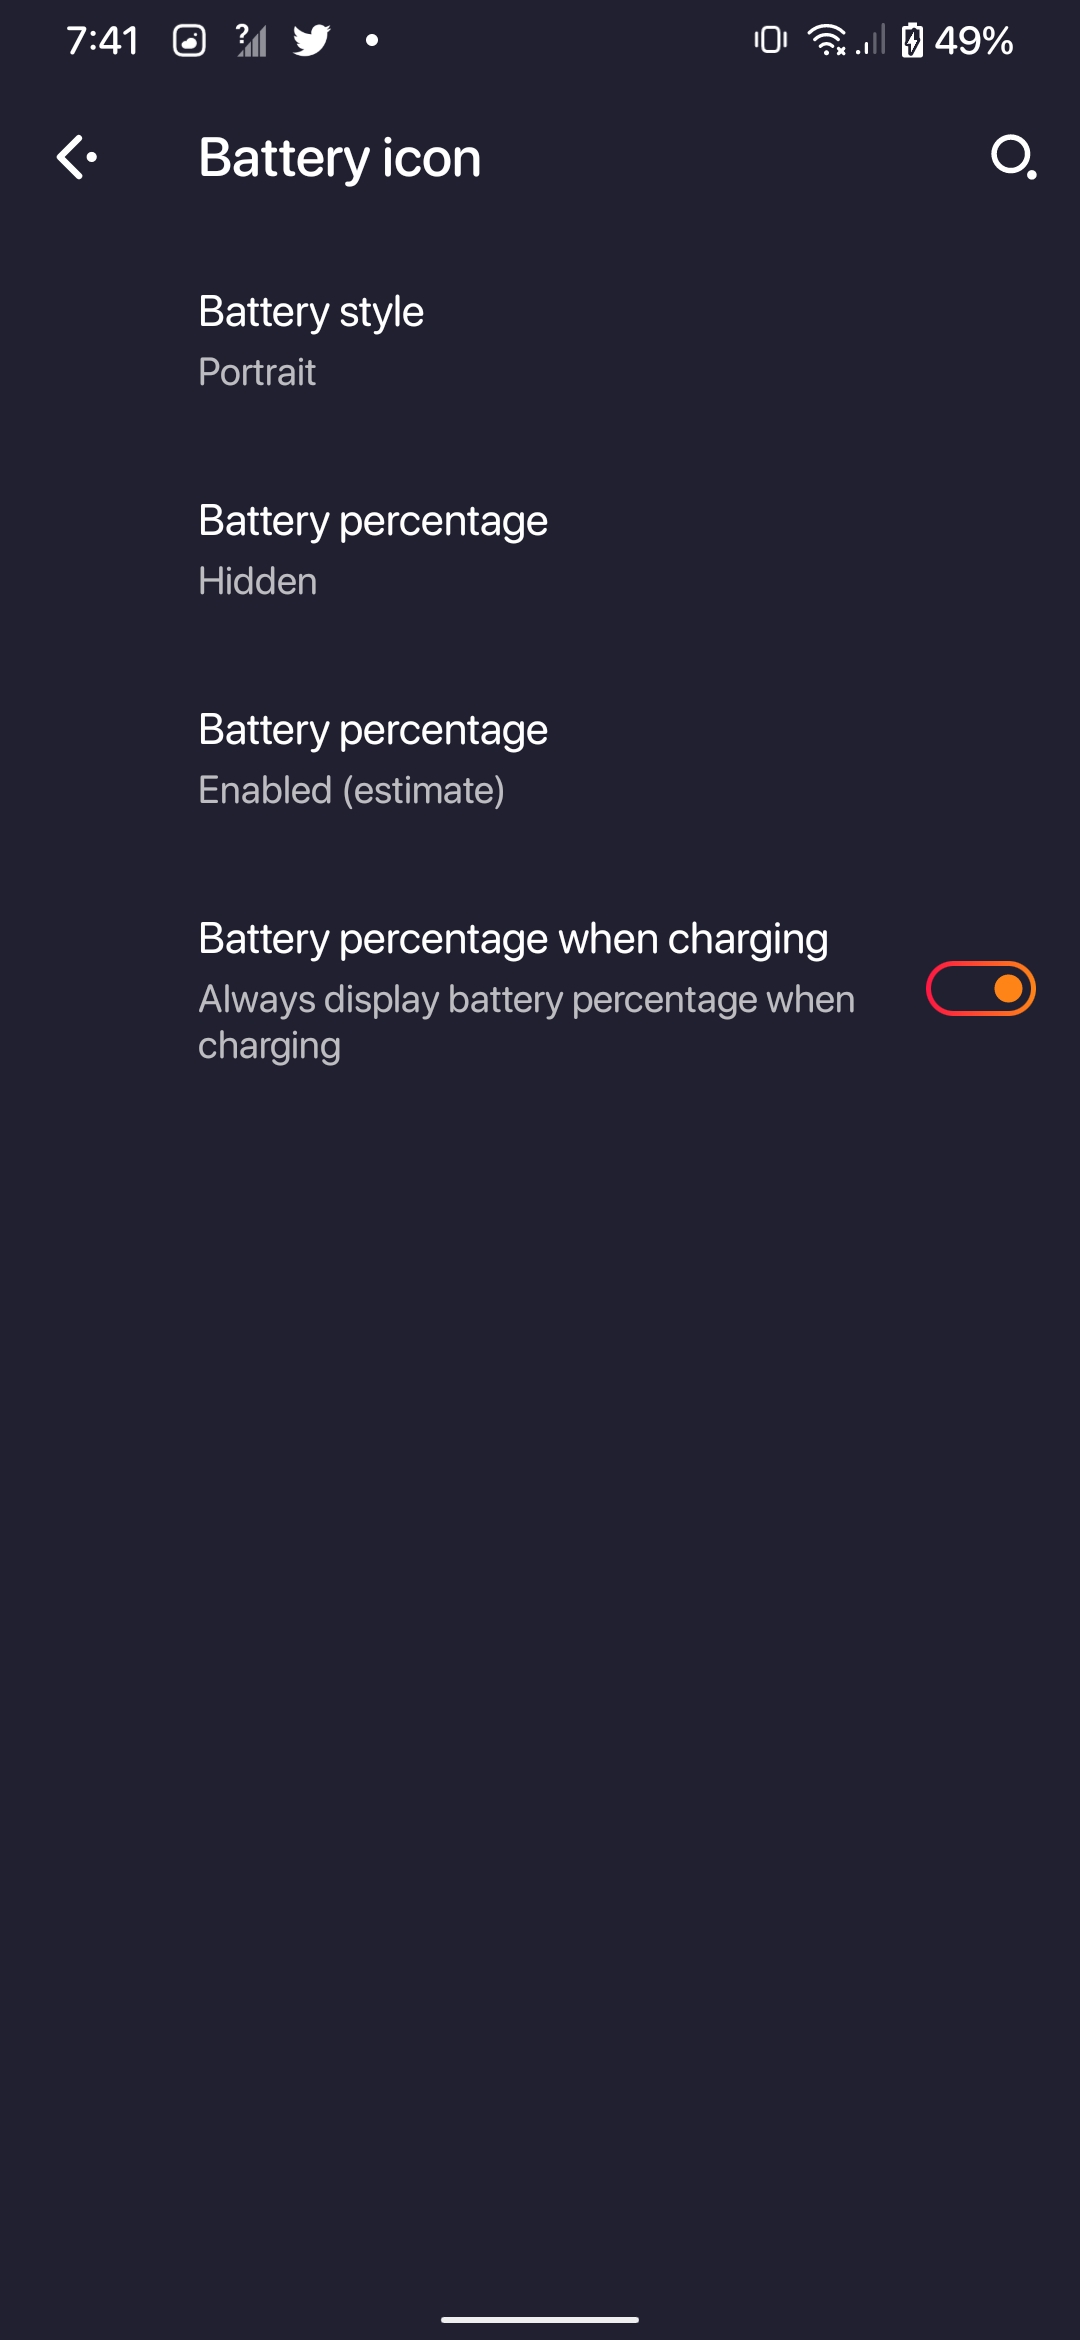 7:41 ? 49%
Battery icon
Battery style
Portrait
Battery percentage
Hidden
Battery percentage
Enabled (estimate)
Battery percentage when charging
Always display battery percentage when
charging